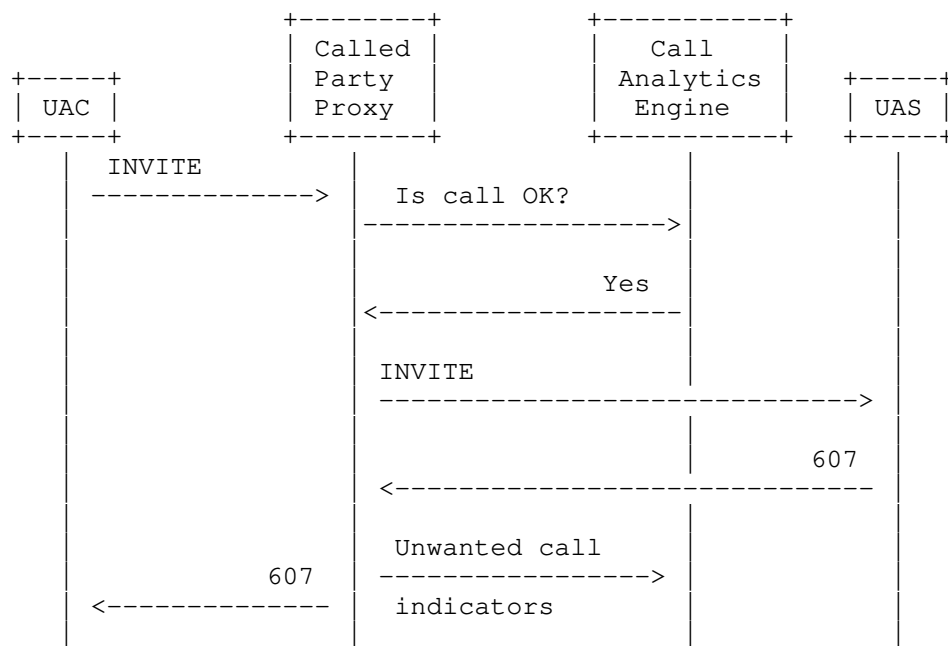 Called Call
Party Analytics
UAC Proxy Engine UAS
INVITE
Is call OK?
Yes
INVITE
607
Unwanted call
607
indicators